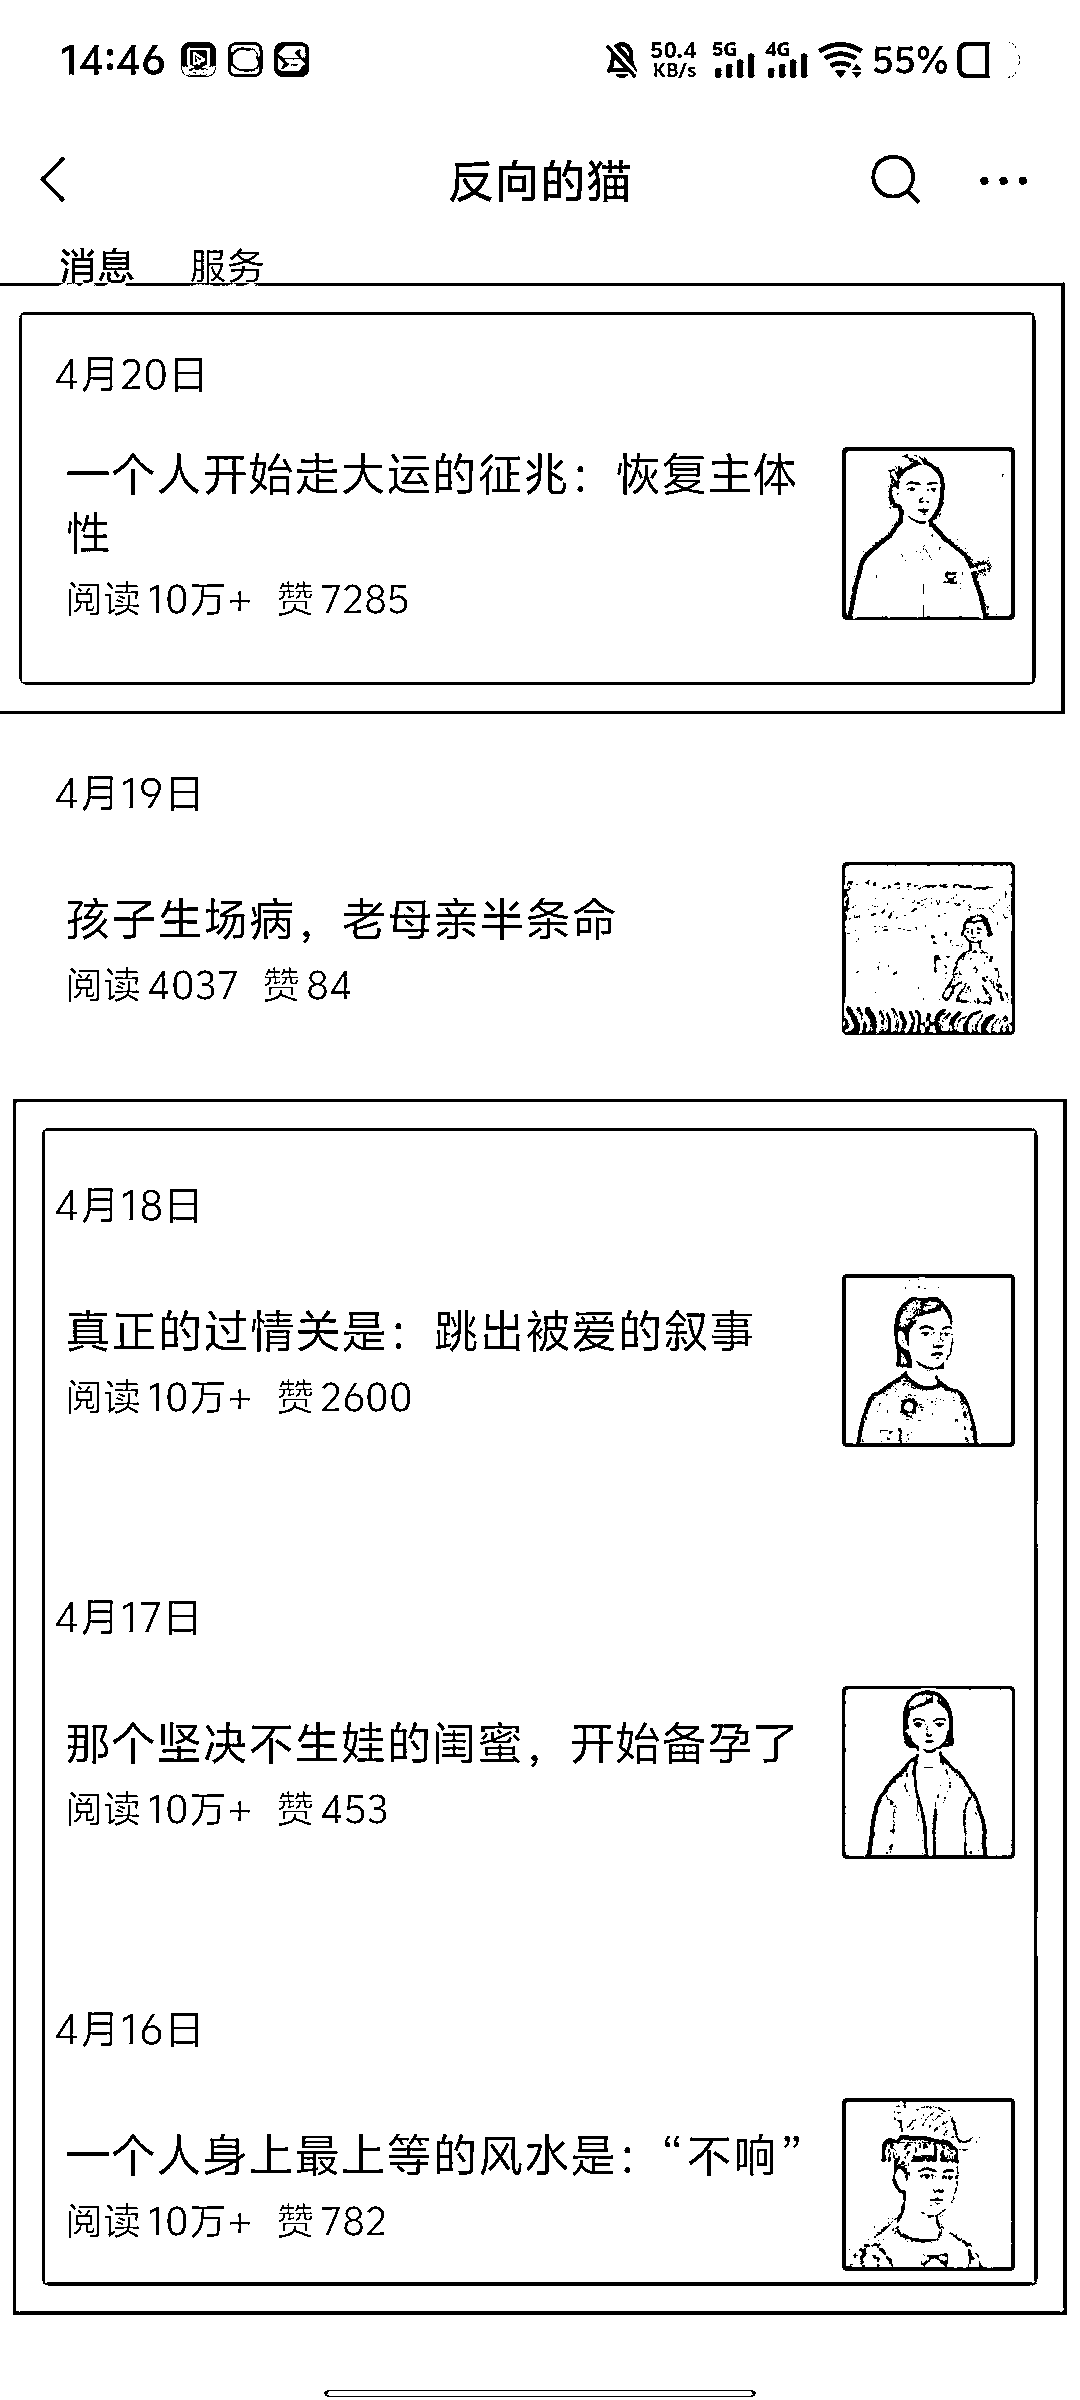 14:46 50.4 KB/s 5G 4G 55%
反向的猫
消息 服务
4月20日
一个人开始走大运的征兆：恢复主体
性
阅读10万+ 赞7285
4月19日
孩子生场病，老母亲半条命
阅读4037 赞84
4月18日
真正的过情关是：跳出被爱的叙事
阅读10万+ 赞2600
4月17日
那个坚决不生娃的闺蜜，开始备孕了
阅读10万+ 赞453
4月16日
一个人身上最上等的风水是：“不响”
阅读10万+ 赞782